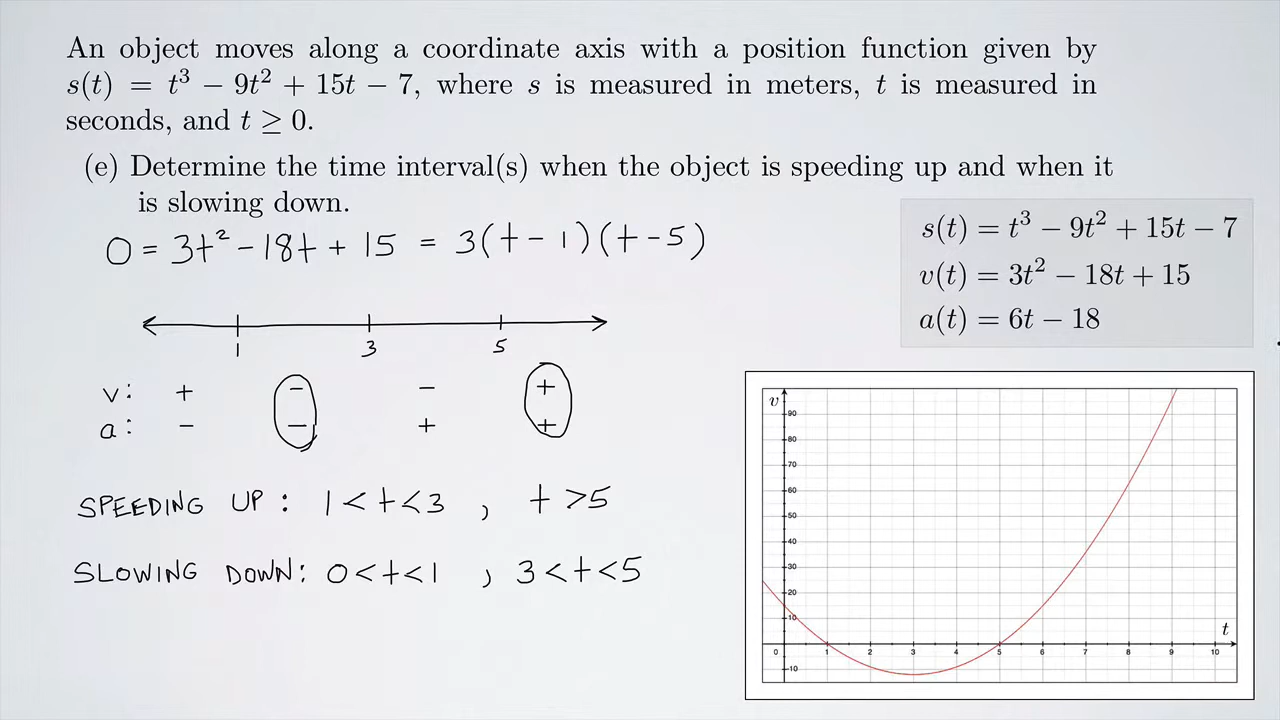 An object moves along a coordinate axis with a position function given by
s(t) = t³ − 9t² + 15t − 7, where s is measured in meters, t is measured in
seconds, and t ≥ 0.
(e) Determine the time interval(s) when the object is speeding up and when it
is slowing down.
0 = 3t² - 18t + 15 = 3(t - 1)(t - 5)
1 3 5
v: + - - +
a: - - + +
SPEEDING UP: 1 < t < 3 , t > 5
SLOWING DOWN: 0 < t < 1 , 3 < t < 5
s(t) = t³ − 9t² + 15t − 7
v(t) = 3t² − 18t + 15
a(t) = 6t − 18
v
90
80
70
60
50
40
30
20
10
t
0 1 2 3 4 5 6 7 8 9 10
-10